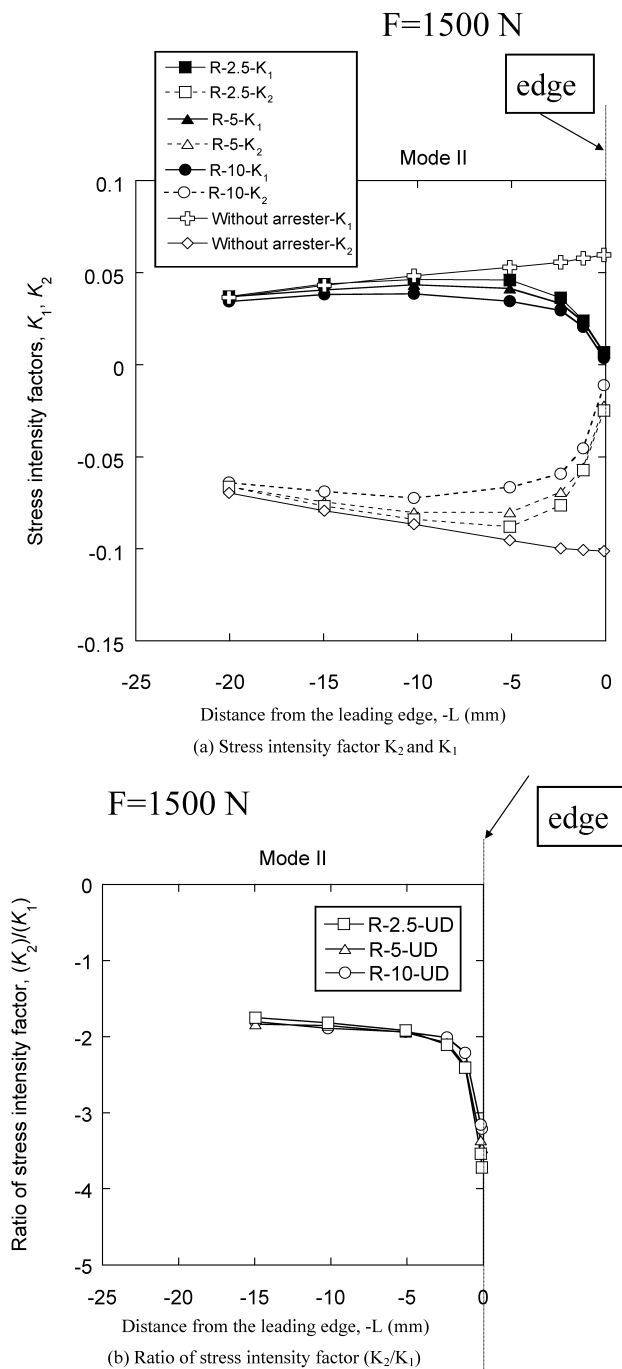 F=1500 N
edge
R-2.5-K₁
R-2.5-K₂
R-5-K₁
R-5-K₂
R-10-K₁
R-10-K₂
Without arrester-K₁
Without arrester-K₂
Mode II
0.1
0.05
0
-0.05
-0.1
-0.15
Stress intensity factors, K₁, K₂
-25
-20
-15
-10
-5
0
Distance from the leading edge, -L (mm)
(a) Stress intensity factor K₂ and K₁
F=1500 N
edge
Mode II
R-2.5-UD
R-5-UD
R-10-UD
0
-1
-2
-3
-4
-5
Ratio of stress intensity factor, (K₂)/(K₁)
-25
-20
-15
-10
-5
0
Distance from the leading edge, -L (mm)
(b) Ratio of stress intensity factor (K₂/K₁)